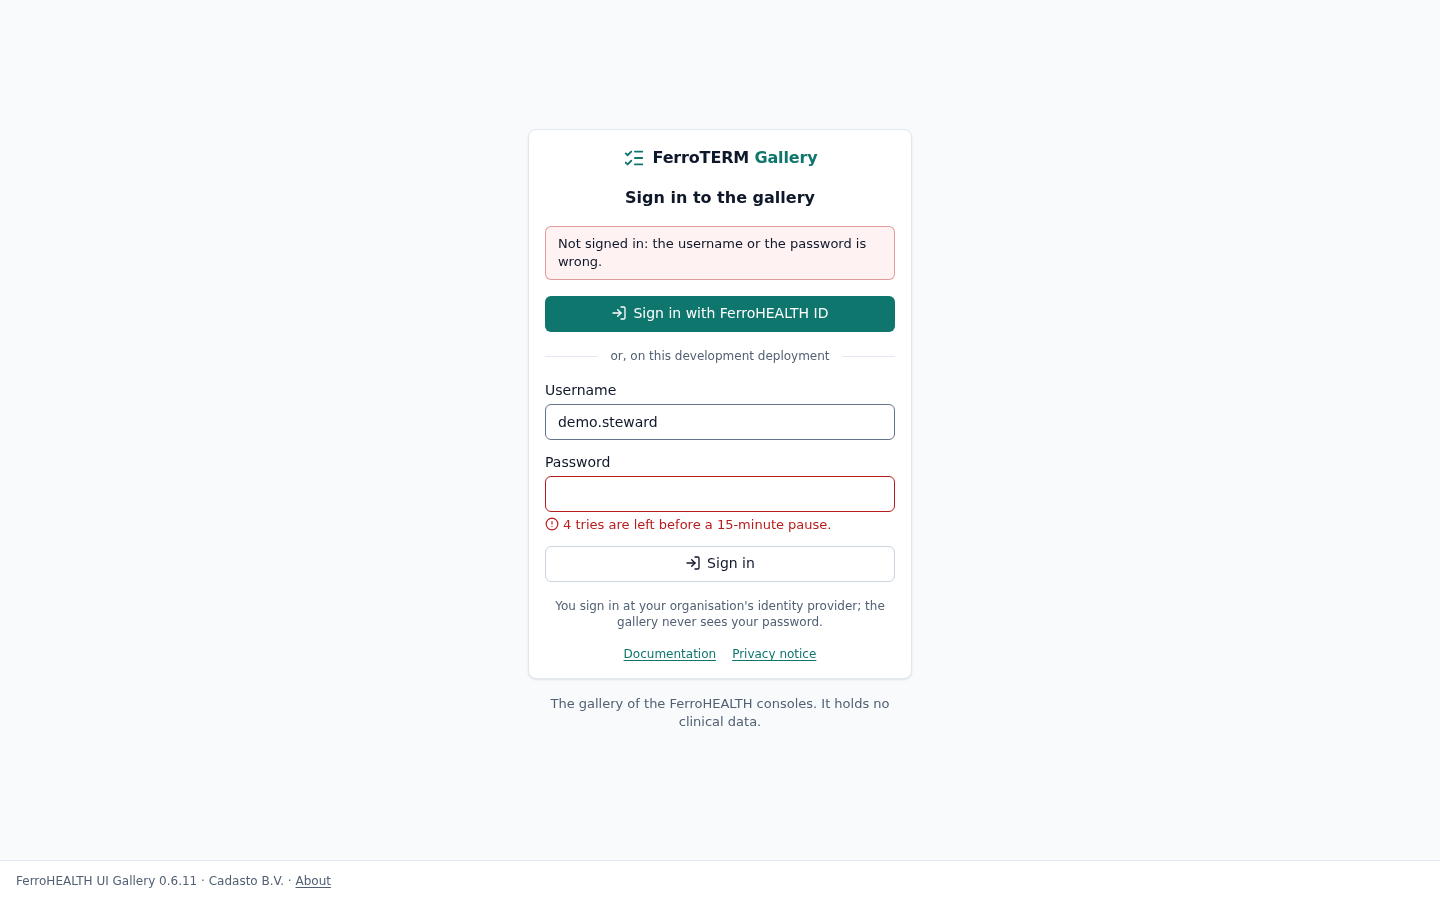 FerroTERM Gallery
Sign in to the gallery
Not signed in: the username or the password is
wrong.
Sign in with FerroHEALTH ID
or, on this development deployment
Username
demo.steward
Password
4 tries are left before a 15-minute pause.
Sign in
You sign in at your organisation's identity provider; the
gallery never sees your password.
Documentation Privacy notice
The gallery of the FerroHEALTH consoles. It holds no
clinical data.
FerroHEALTH UI Gallery 0.6.11 · Cadasto B.V. · About